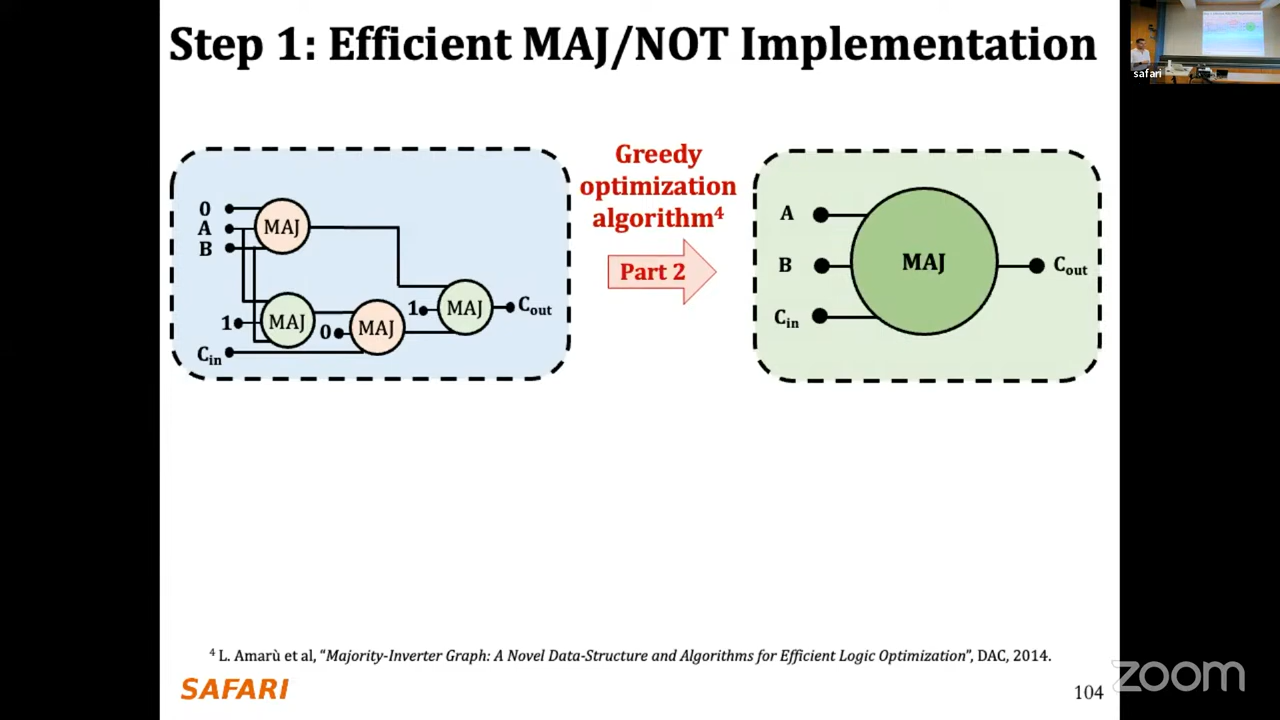 Step 1: Efficient MAJ/NOT Implementation
safari
0
A
B
MAJ
1
MAJ
0
MAJ
1
MAJ
Cout
Cin
Greedy
optimization
algorithm4
Part 2
A
B
Cin
MAJ
Cout
4 L. Amarù et al, “Majority-Inverter Graph: A Novel Data-Structure and Algorithms for Efficient Logic Optimization”, DAC, 2014.
SAFARI
104
zoom